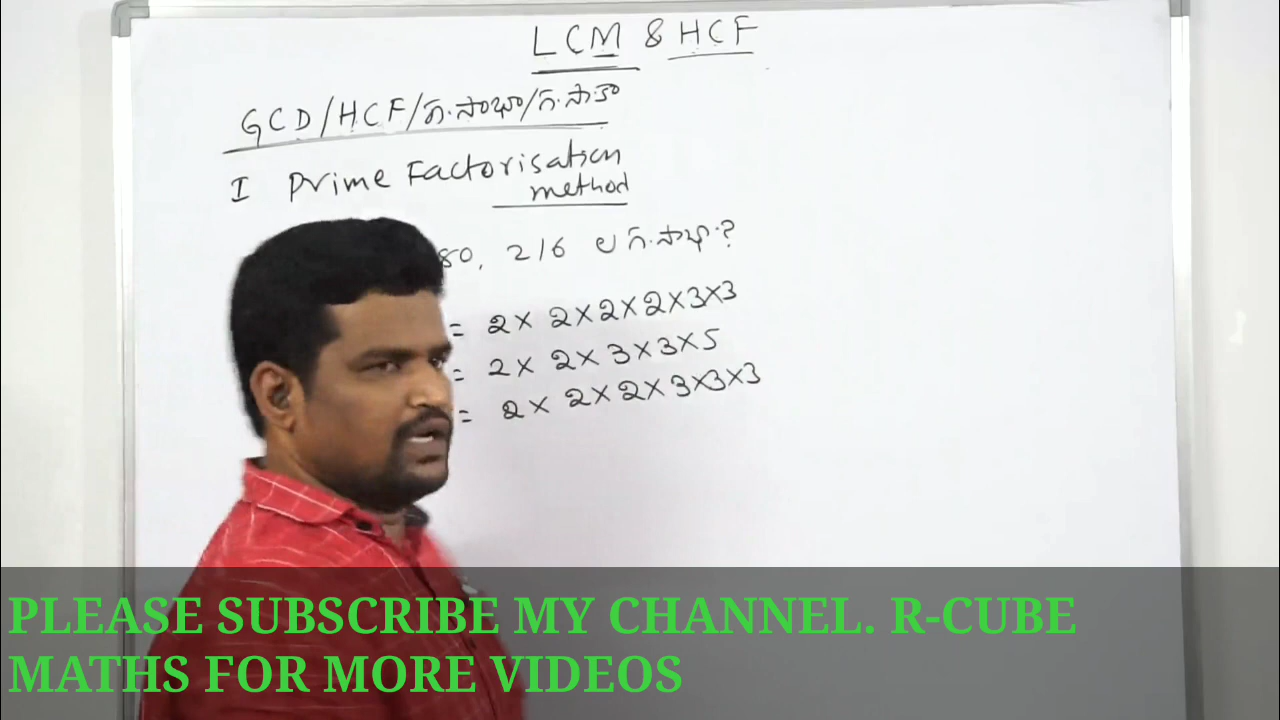 LCM & HCF
GCD/HCF/గ.సాభా/గ.సా.కా
I Prime Factorisation
method
80, 216 ల గ.సాభా.?
= 2× 2×2×2×3×3
= 2× 2× 3×3×5
= 2× 2×2×3×3×3
PLEASE SUBSCRIBE MY CHANNEL. R-CUBE
MATHS FOR MORE VIDEOS